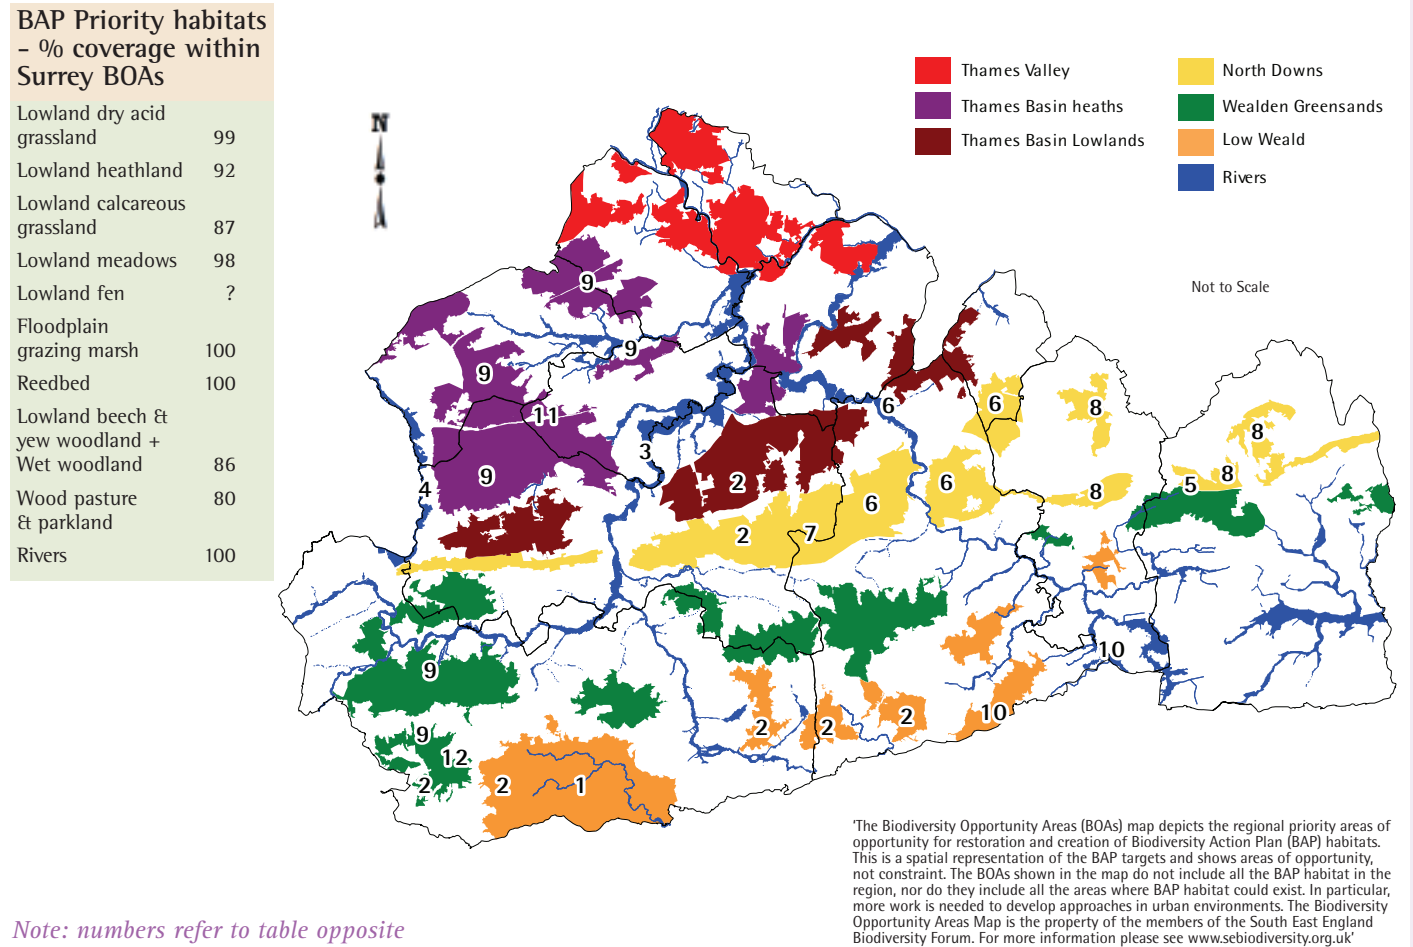 BAP Priority habitats
- % coverage within
Surrey BOAs
Lowland dry acid
grassland 99
Lowland heathland 92
Lowland calcareous
grassland 87
Lowland meadows 98
Lowland fen ?
Floodplain
grazing marsh 100
Reedbed 100
Lowland beech &
yew woodland +
Wet woodland 86
Wood pasture 80
& parkland
Rivers 100
N
Thames Valley
Thames Basin heaths
Thames Basin Lowlands
North Downs
Wealden Greensands
Low Weald
Rivers
Not to Scale
9
9
9
11
9
4
3
6
6
8
8
5
8
8
2
6
6
2
7
9
9
12
2
2
1
2
2
2
10
10
'The Biodiversity Opportunity Areas (BOAs) map depicts the regional priority areas of
opportunity for restoration and creation of Biodiversity Action Plan (BAP) habitats.
This is a spatial representation of the BAP targets and shows areas of opportunity,
not constraint. The BOAs shown in the map do not include all the BAP habitat in the
region, nor do they include all the areas where BAP habitat could exist. In particular,
more work is needed to develop approaches in urban environments. The Biodiversity
Opportunity Areas Map is the property of the members of the South East England
Biodiversity Forum. For more information please see www.sebiodiversity.org.uk'
Note: numbers refer to table opposite